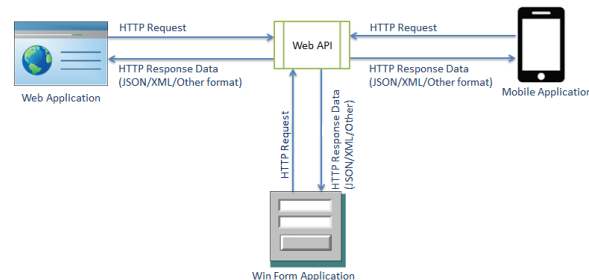 HTTP Request
HTTP Response Data
(JSON/XML/Other format)
Web Application
Web API
HTTP Request
HTTP Response Data
(JSON/XML/Other format)
Mobile Application
HTTP Request
HTTP Response Data
(JSON/XML/Other)
Win Form Application